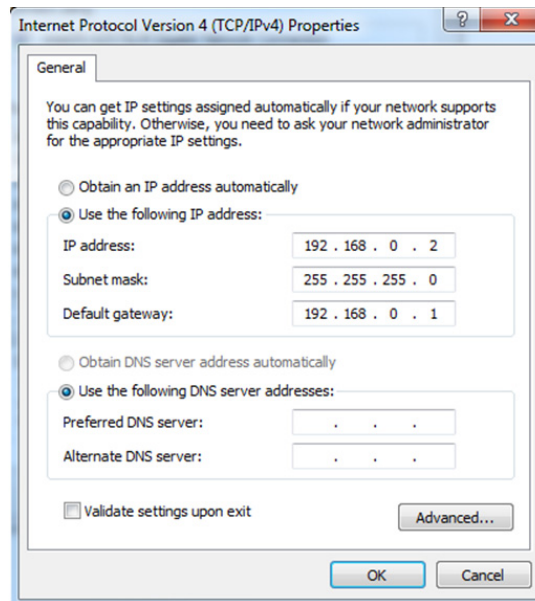 Internet Protocol Version 4 (TCP/IPv4) Properties
General
You can get IP settings assigned automatically if your network supports
this capability. Otherwise, you need to ask your network administrator
for the appropriate IP settings.
Obtain an IP address automatically
Use the following IP address:
IP address: 192 . 168 . 0 . 2
Subnet mask: 255 . 255 . 255 . 0
Default gateway: 192 . 168 . 0 . 1
Obtain DNS server address automatically
Use the following DNS server addresses:
Preferred DNS server: . . .
Alternate DNS server: . . .
Validate settings upon exit
Advanced...
OK Cancel